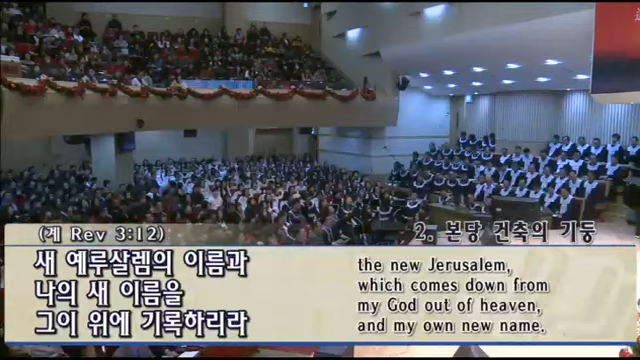 (계 Rev 3:12)
2. 본당 건축의 기둥
새 예루살렘의 이름과
나의 새 이름을
그이 위에 기록하리라
the new Jerusalem,
which comes down from
my God out of heaven,
and my own new name.